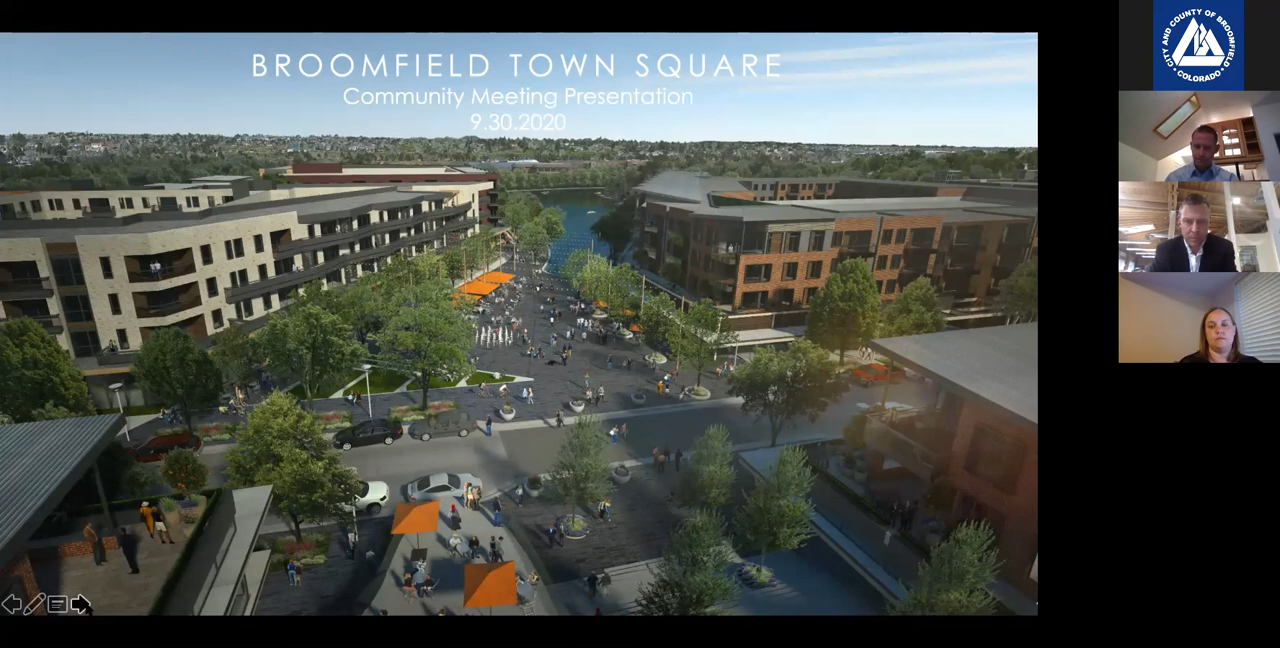 BROOMFIELD TOWN SQUARE
Community Meeting Presentation
9.30.2020
CITY AND COUNTY OF BROOMFIELD
• COLORADO •